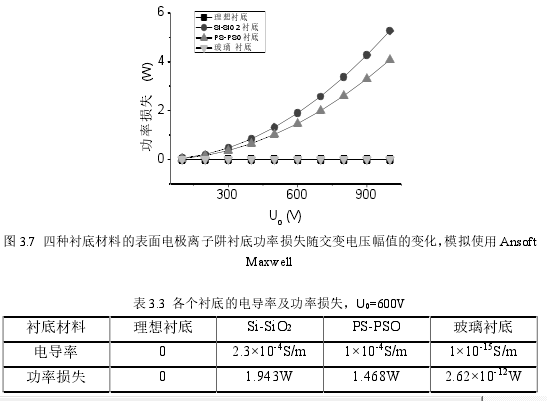 6
4
2
0
功率损失 (W)
理想衬底
Si-SiO2衬底
PS-PSO衬底
玻璃 衬底
300 600 900
U₀ (V)
图 3.7 四种衬底材料的表面电极离子阱衬底功率损失随交变电压幅值的变化,模拟使用 Ansoft
Maxwell
表 3.3 各个衬底的电导率及功率损失，U₀=600V
衬底材料 理想衬底 Si-SiO₂ PS-PSO 玻璃衬底
电导率 0 2.3×10⁻⁴S/m 1×10⁻⁴S/m 1×10⁻¹⁵S/m
功率损失 0 1.943W 1.468W 2.62×10⁻¹²W